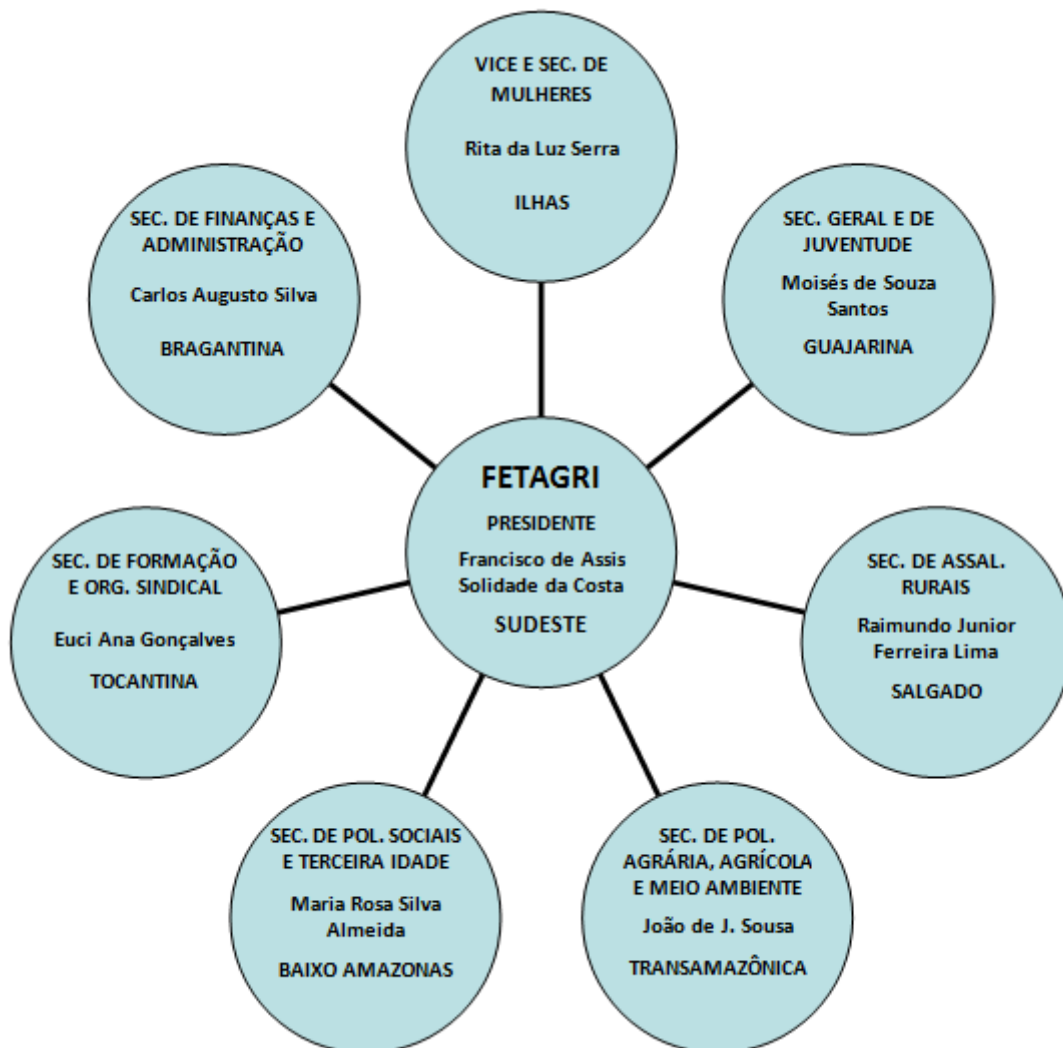 VICE E SEC. DE
MULHERES
Rita da Luz Serra
ILHAS
SEC. DE FINANÇAS E
ADMINISTRAÇÃO
Carlos Augusto Silva
BRAGANTINA
SEC. GERAL E DE
JUVENTUDE
Moisés de Souza
Santos
GUAJARINA
FETAGRI
PRESIDENTE
Francisco de Assis
Solidade da Costa
SUDESTE
SEC. DE FORMAÇÃO
E ORG. SINDICAL
Euci Ana Gonçalves
TOCANTINA
SEC. DE ASSAL.
RURAIS
Raimundo Junior
Ferreira Lima
SALGADO
SEC. DE POL. SOCIAIS
E TERCEIRA IDADE
Maria Rosa Silva
Almeida
BAIXO AMAZONAS
SEC. DE POL.
AGRÁRIA, AGRÍCOLA
E MEIO AMBIENTE
João de J. Sousa
TRANSAMAZÔNICA